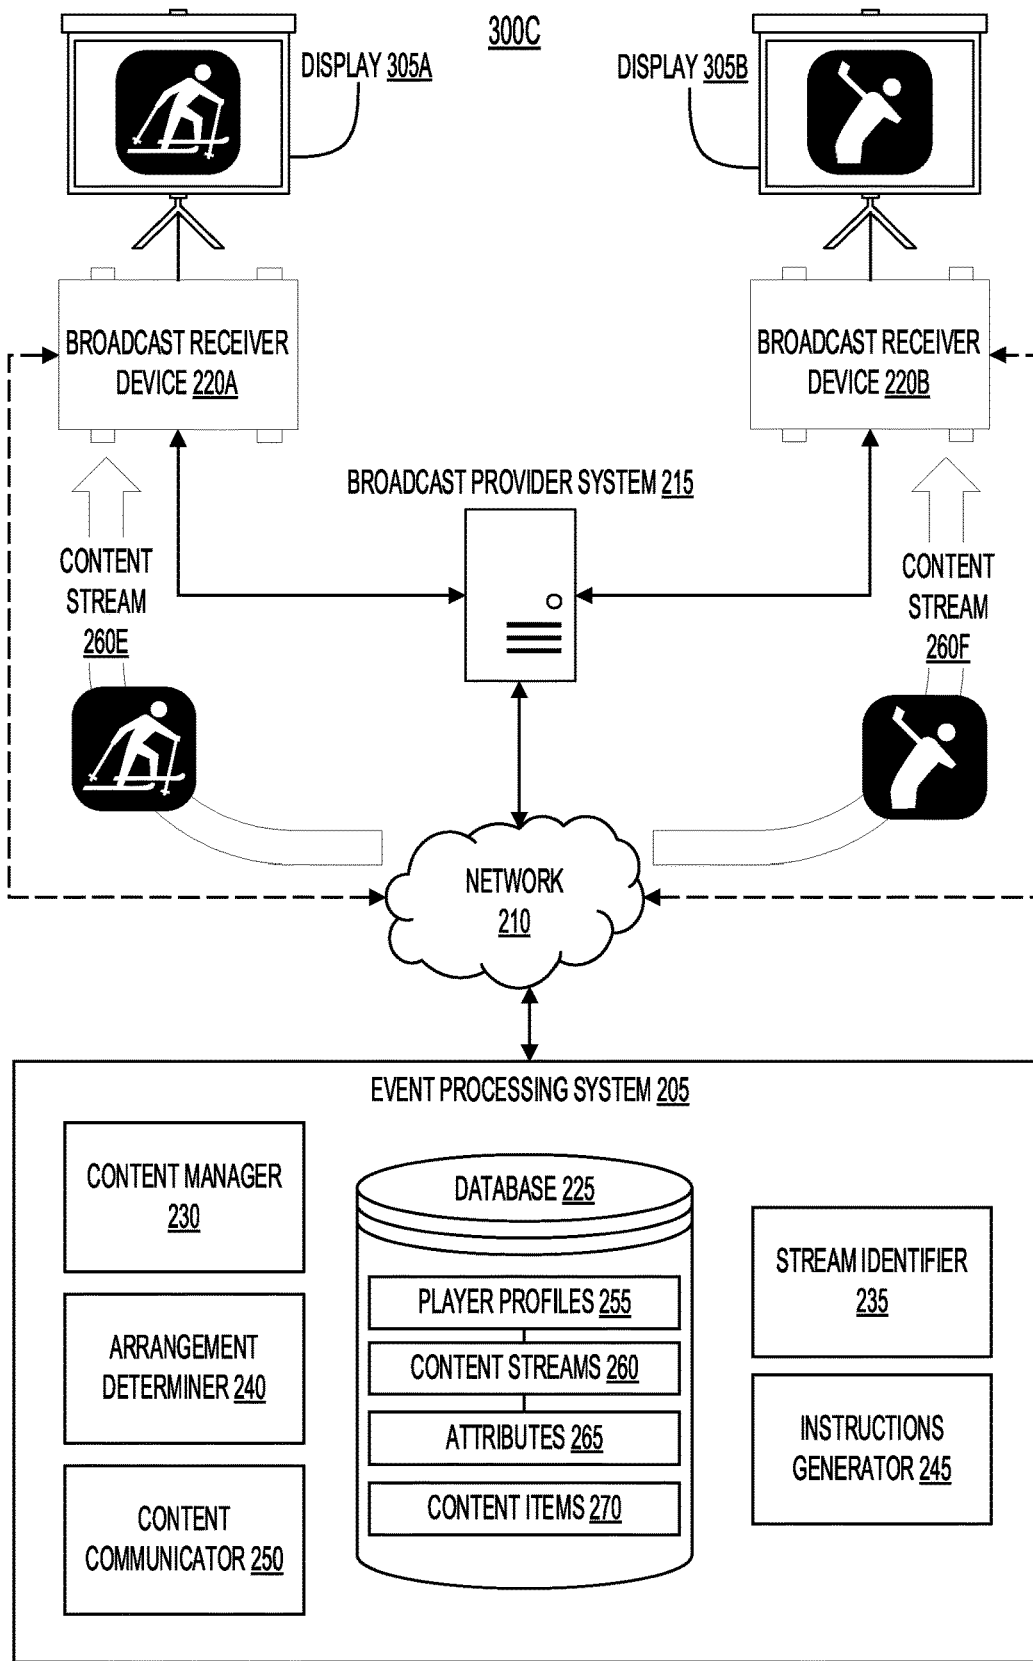 300C
DISPLAY 305A
DISPLAY 305B
BROADCAST RECEIVER
DEVICE 220A
BROADCAST RECEIVER
DEVICE 220B
BROADCAST PROVIDER SYSTEM 215
CONTENT
STREAM
260E
CONTENT
STREAM
260F
NETWORK
210
EVENT PROCESSING SYSTEM 205
CONTENT MANAGER
230
ARRANGEMENT
DETERMINER 240
CONTENT
COMMUNICATOR 250
DATABASE 225
PLAYER PROFILES 255
CONTENT STREAMS 260
ATTRIBUTES 265
CONTENT ITEMS 270
STREAM IDENTIFIER
235
INSTRUCTIONS
GENERATOR 245